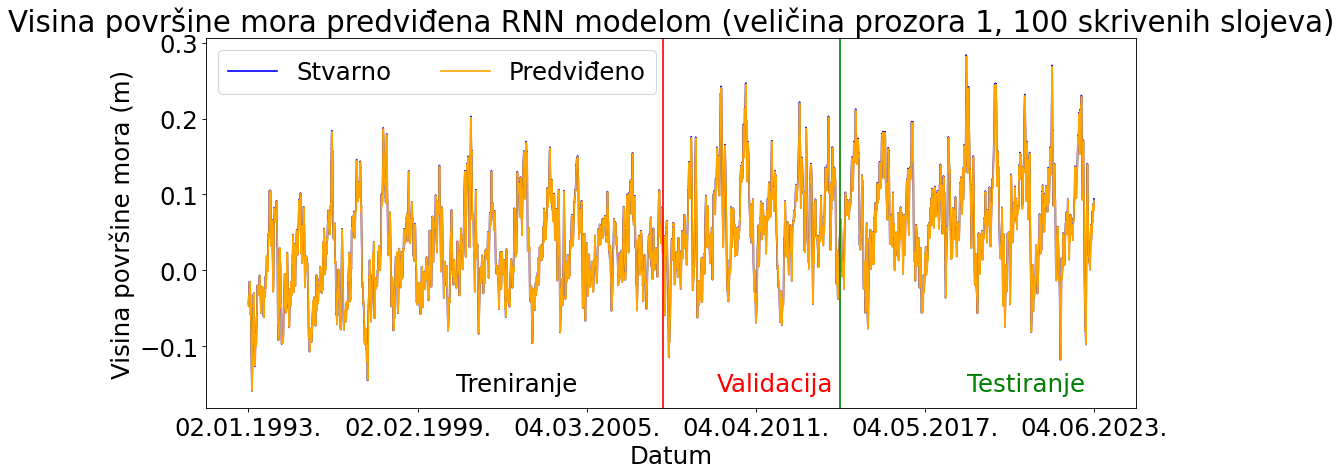 Visina površine mora predviđena RNN modelom (veličina prozora 1, 100 skrivenih slojeva)
Stvarno
Predviđeno
Visina površine mora (m)
0.3
0.2
0.1
0.0
−0.1
Treniranje
Validacija
Testiranje
02.01.1993.
02.02.1999.
04.03.2005.
04.04.2011.
04.05.2017.
04.06.2023.
Datum